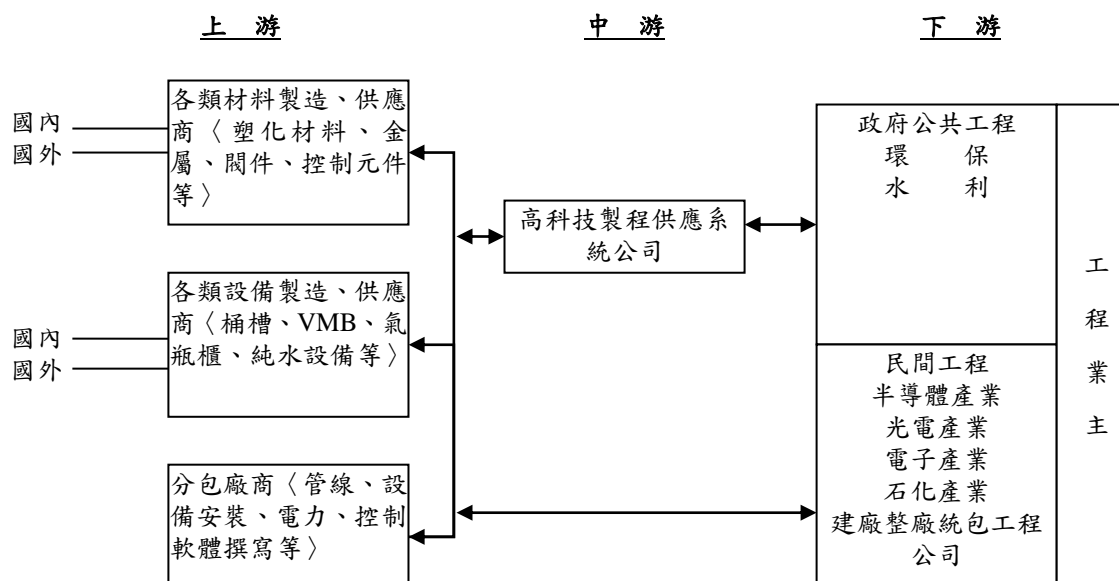 上 游
中 游
下 游
國內
國外
各類材料製造、供應
商〈塑化材料、金
屬、閥件、控制元件
等〉
國內
國外
各類設備製造、供應
商〈桶槽、VMB、氣
瓶櫃、純水設備等〉
分包廠商〈管線、設
備安裝、電力、控制
軟體撰寫等〉
高科技製程供應系
統公司
政府公共工程
環 保
水 利
民間工程
半導體產業
光電產業
電子產業
石化產業
建廠整廠統包工程
公司
工
程
業
主